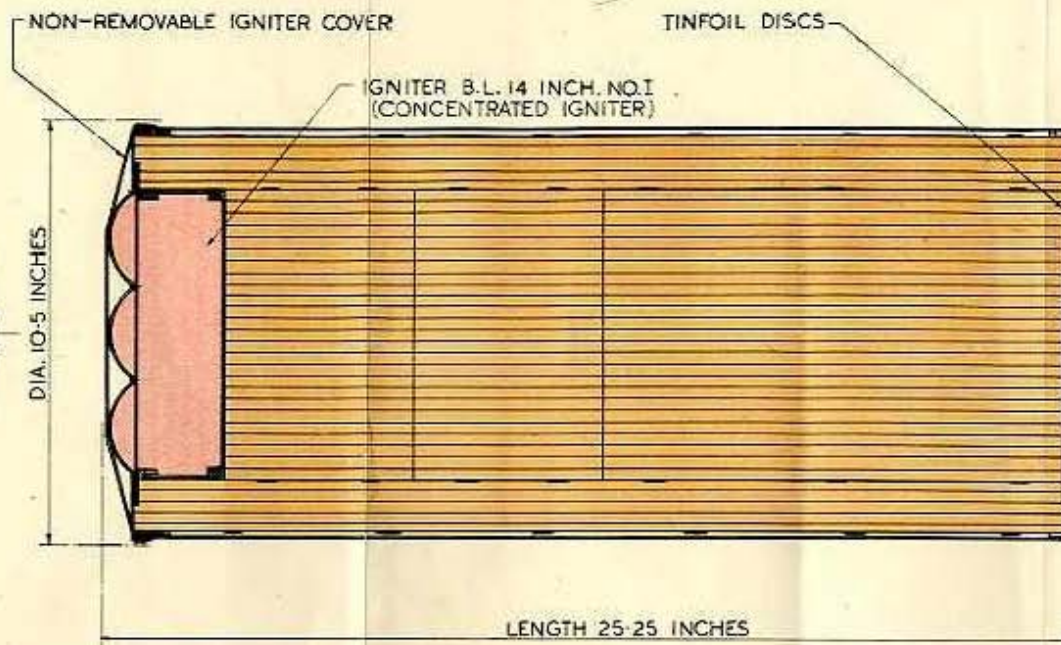 NON-REMOVABLE IGNITER COVER
TINFOIL DISCS
IGNITER B.L. 14 INCH. NO.I
(CONCENTRATED IGNITER)
DIA. 10·5 INCHES
LENGTH 25·25 INCHES